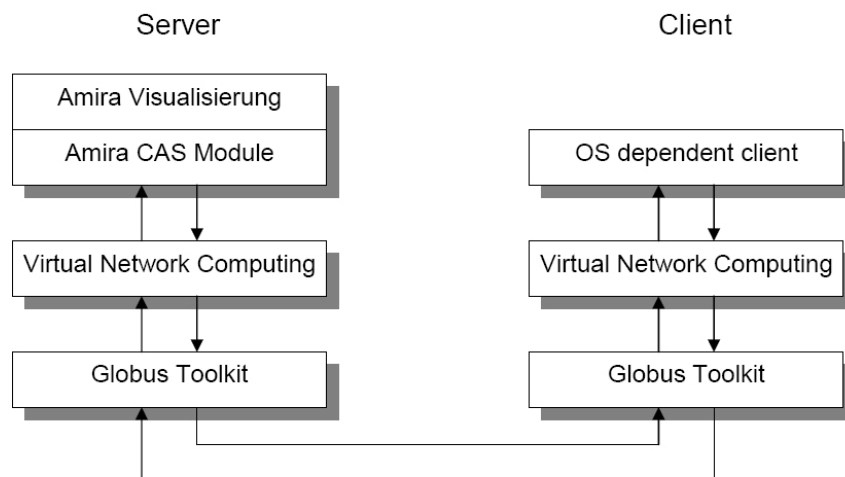 Server
Client
Amira Visualisierung
Amira CAS Module
OS dependent client
Virtual Network Computing
Virtual Network Computing
Globus Toolkit
Globus Toolkit